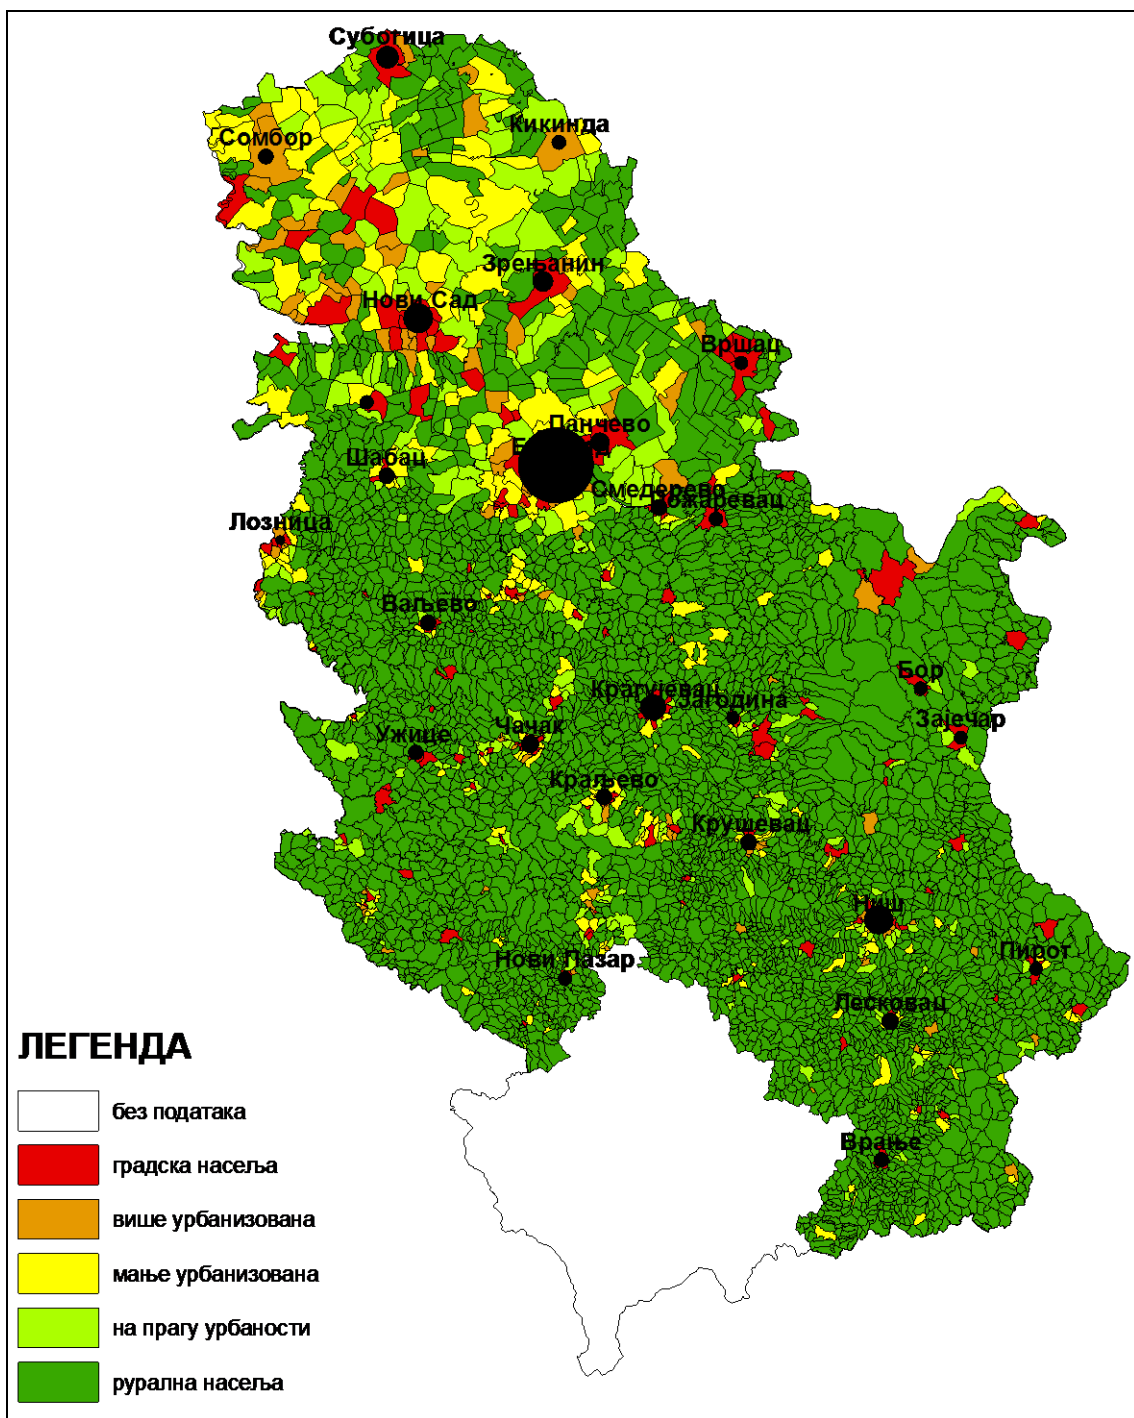 Суботица
Сомбор
Кикинда
Зрењанин
Нови Сад
Вршац
Панчево
Шабац
Смедерево
Пожаревац
Лозница
Ваљево
Бор
Крагујевац
Јагодина
Зајечар
Чачак
Ужице
Краљево
Крушевац
Ниш
Пирот
Нови Пазар
Лесковац
Врање
ЛЕГЕНДА
без података
градска насеља
више урбанизована
мање урбанизована
на прагу урбаности
рурална насеља